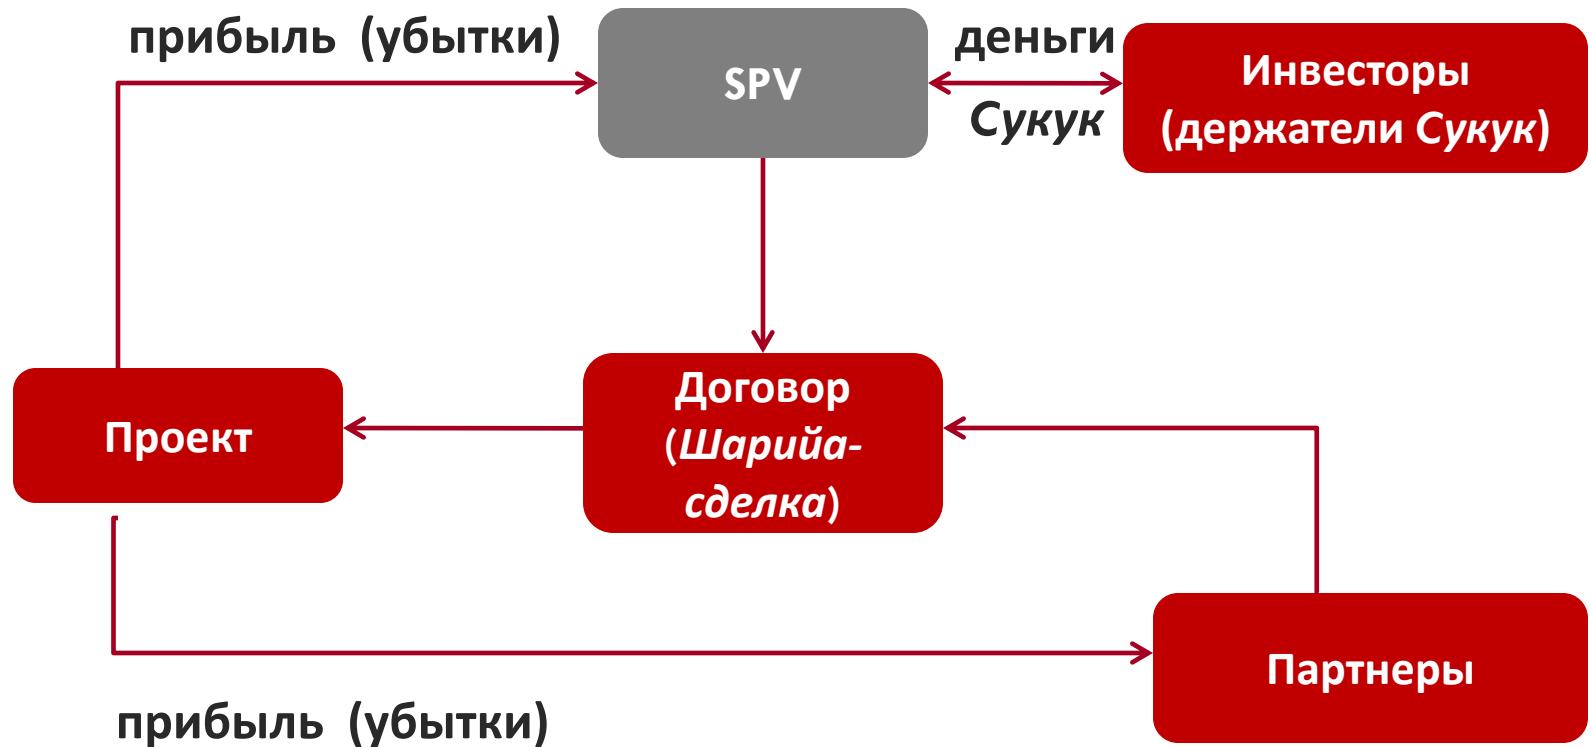 прибыль (убытки)
SPV
деньги
Сукук
Инвесторы
(держатели Сукук)
Проект
Договор
(Шарийа-
сделка)
Партнеры
прибыль (убытки)